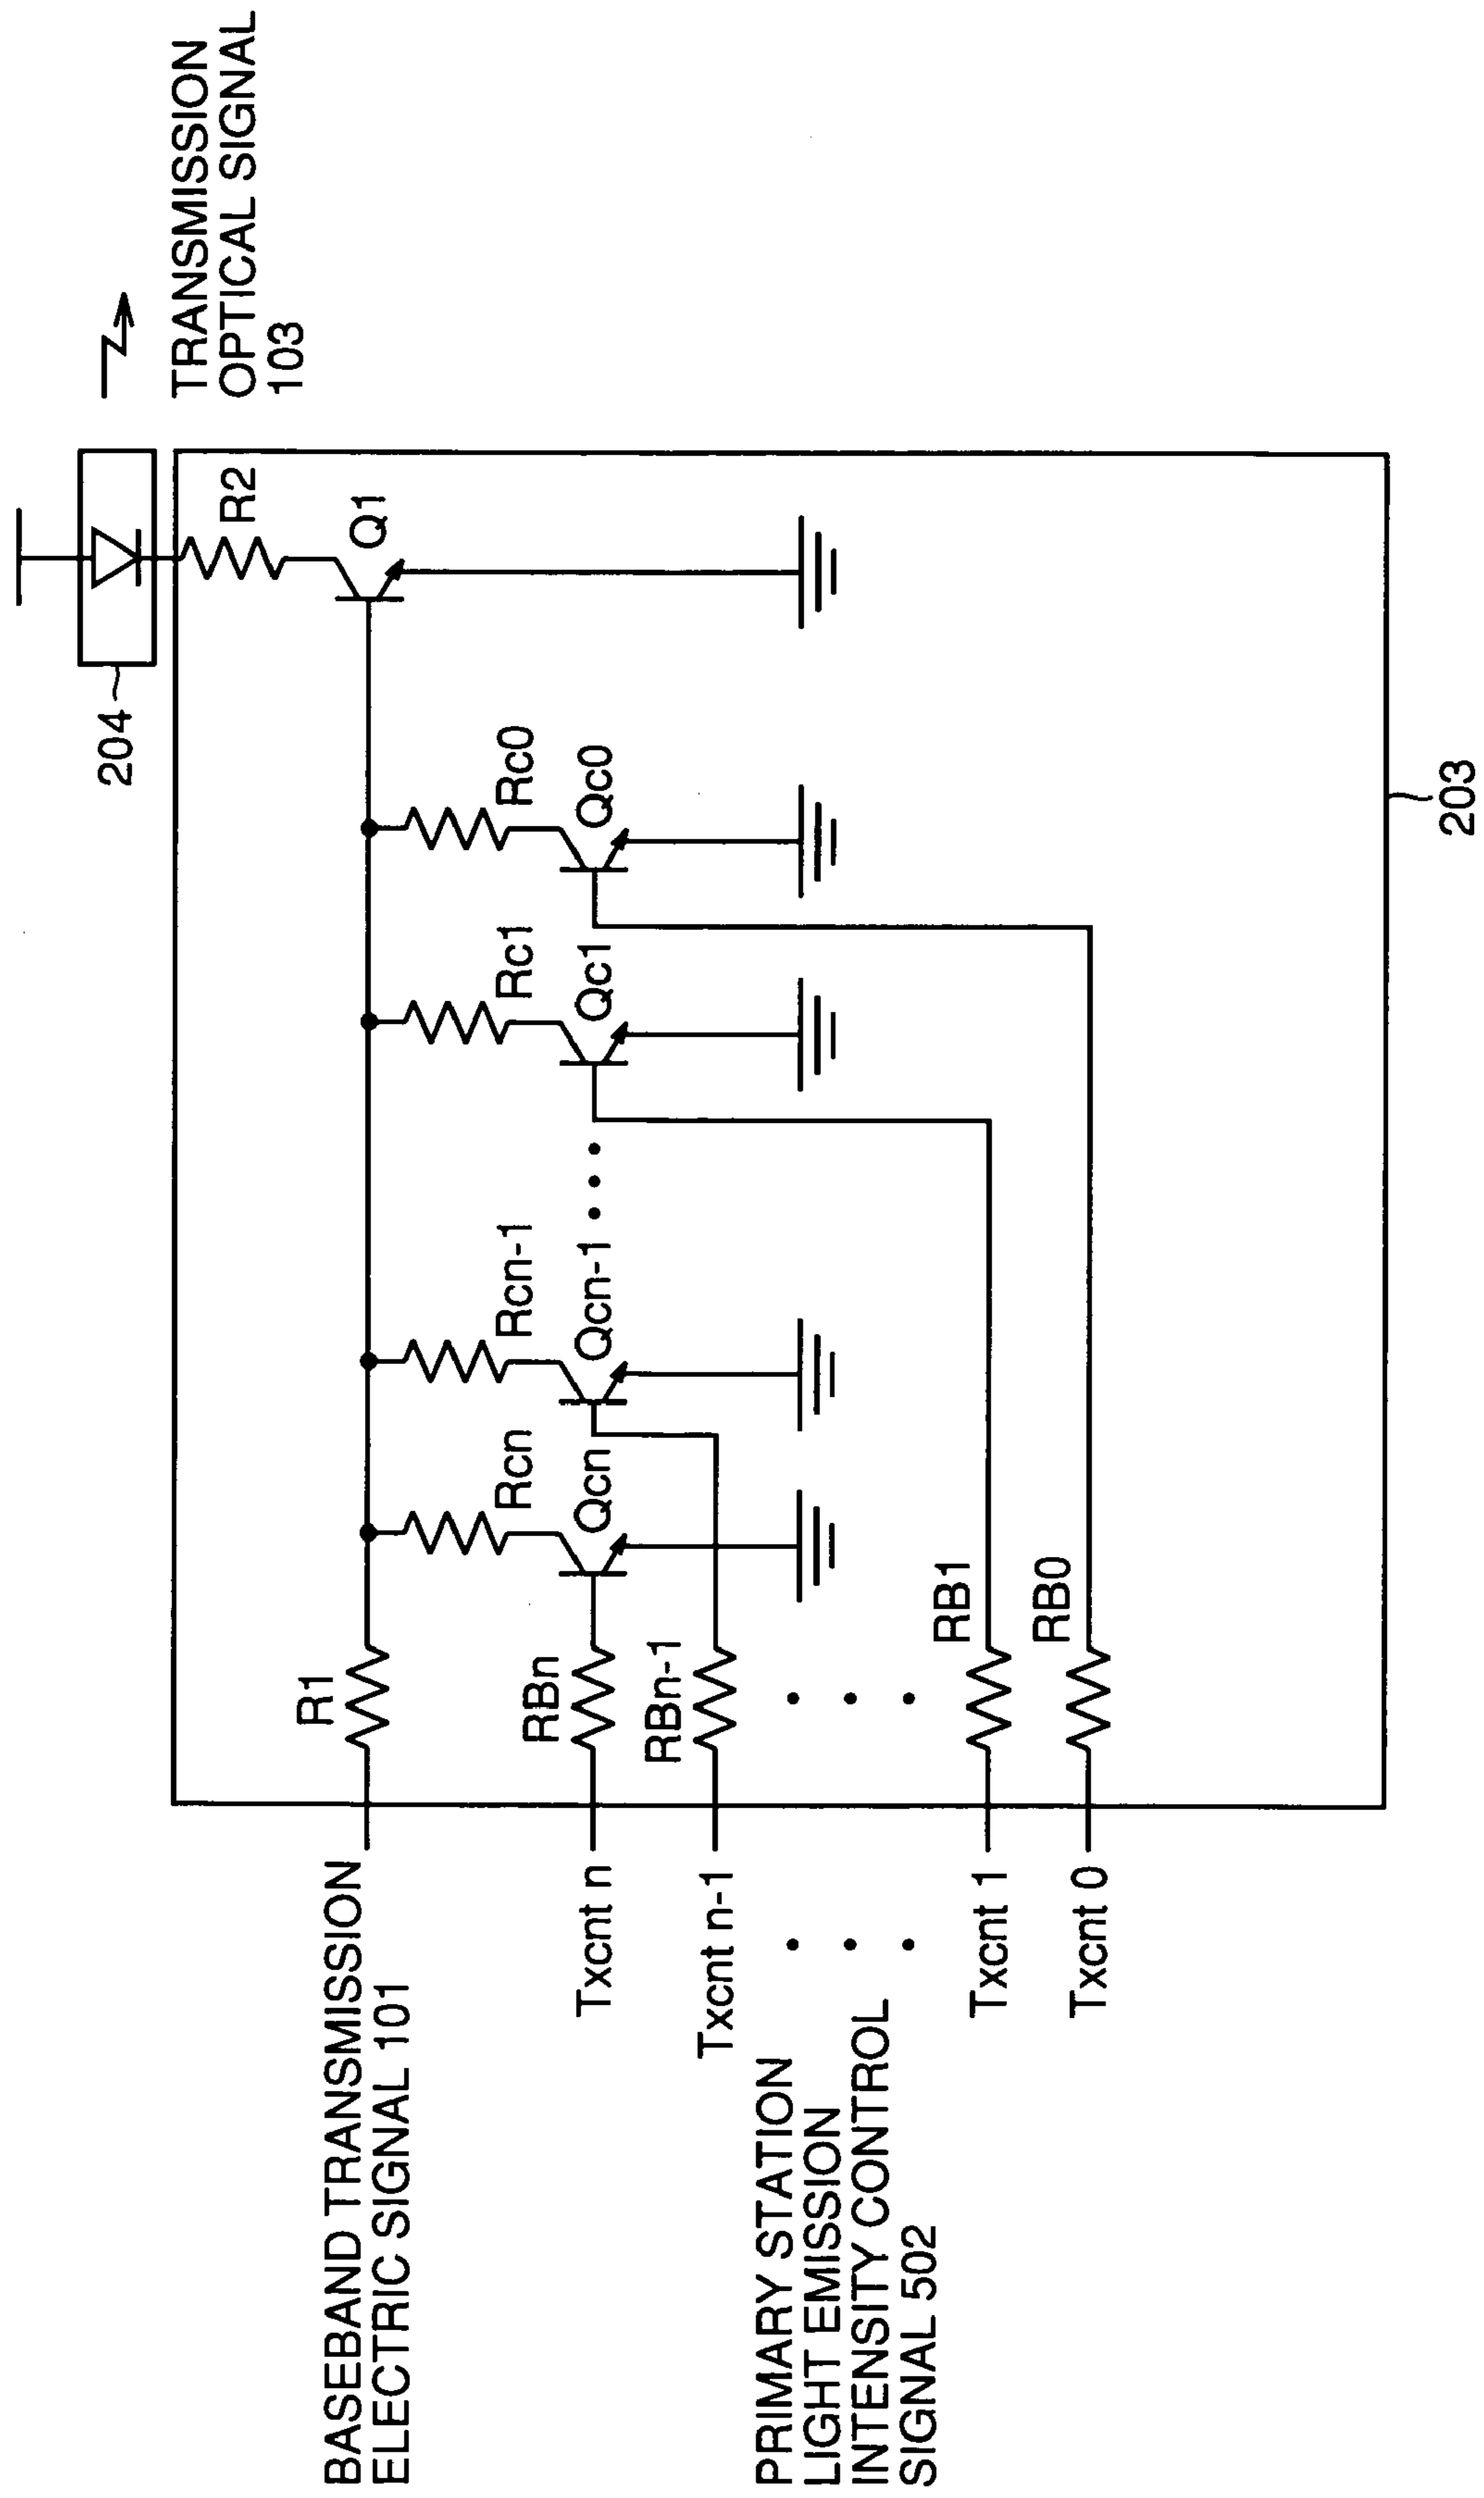 TRANSMISSION
OPTICAL SIGNAL
103
204
R2
Q1
Rc0
Qc0
Rc1
Qc1
Rcn-1
Qcn-1
Rcn
Qcn
R1
RBn
RBn-1
RB1
RB0
203
BASEBAND TRANSMISSION
ELECTRIC SIGNAL 101
Txcnt n
Txcnt n-1
Txcnt 1
Txcnt 0
PRIMARY STATION
LIGHT EMISSION
INTENSITY CONTROL
SIGNAL 502